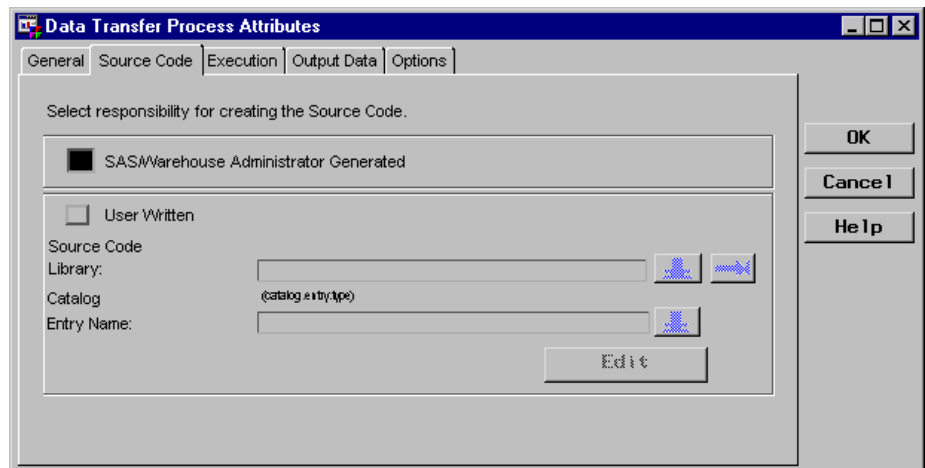 Data Transfer Process Attributes
General Source Code Execution Output Data Options
Select responsibility for creating the Source Code.
SAS/Warehouse Administrator Generated
User Written
Source Code
Library:
Catalog (catalog.entry.type)
Entry Name:
Edit
OK
Cancel
Help